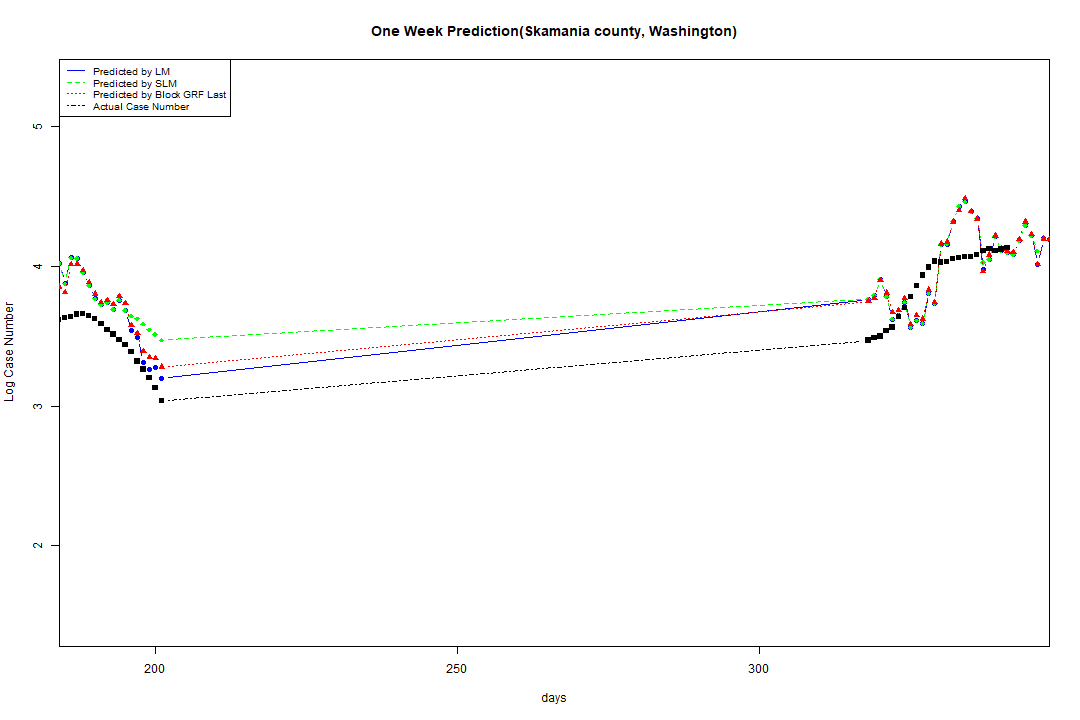 One Week Prediction(Skamania county, Washington)
Predicted by LM
Predicted by SLM
Predicted by Block GRF Last
Actual Case Number
5
4
3
2
Log Case Number
200
250
300
days